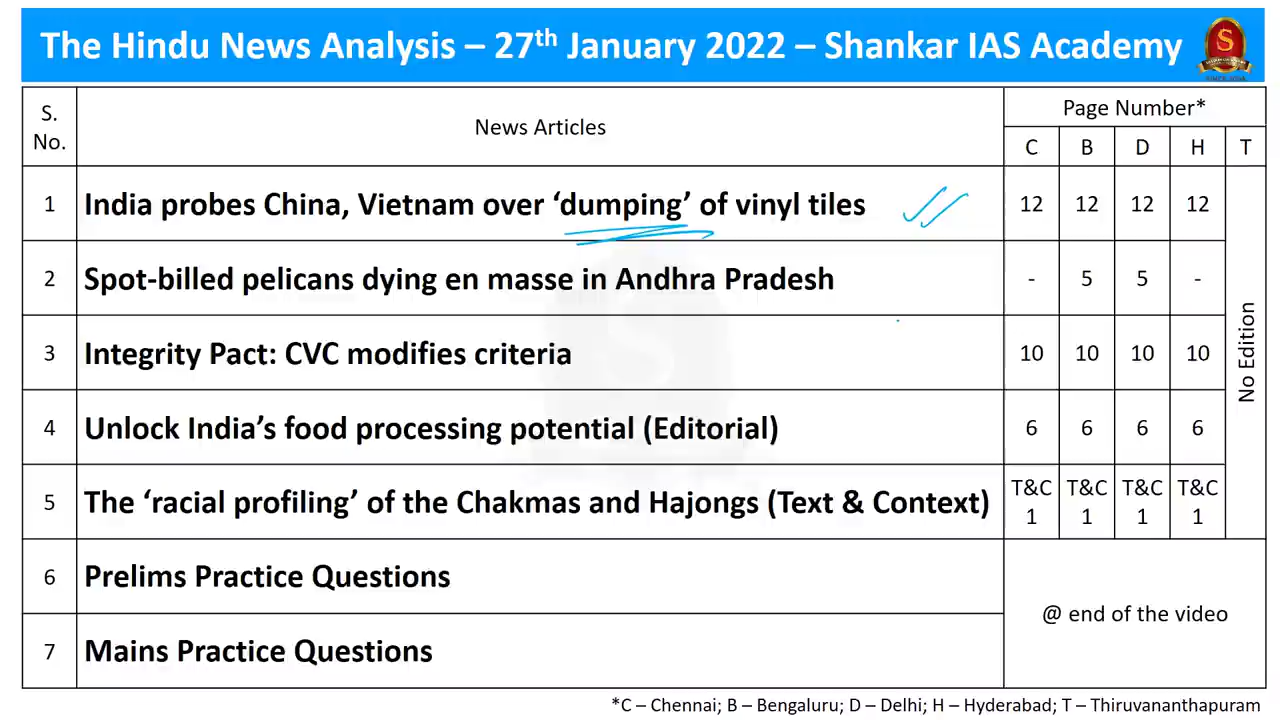 The Hindu News Analysis – 27th January 2022 – Shankar IAS Academy
S
S. No.
News Articles
Page Number*
C B D H T
1 India probes China, Vietnam over ‘dumping’ of vinyl tiles 12 12 12 12
2 Spot-billed pelicans dying en masse in Andhra Pradesh - 5 5 -
3 Integrity Pact: CVC modifies criteria 10 10 10 10
No Edition
4 Unlock India’s food processing potential (Editorial) 6 6 6 6
5 The ‘racial profiling’ of the Chakmas and Hajongs (Text & Context) T&C 1 T&C 1 T&C 1 T&C 1
6 Prelims Practice Questions
@ end of the video
7 Mains Practice Questions
*C – Chennai; B – Bengaluru; D – Delhi; H – Hyderabad; T – Thiruvananthapuram